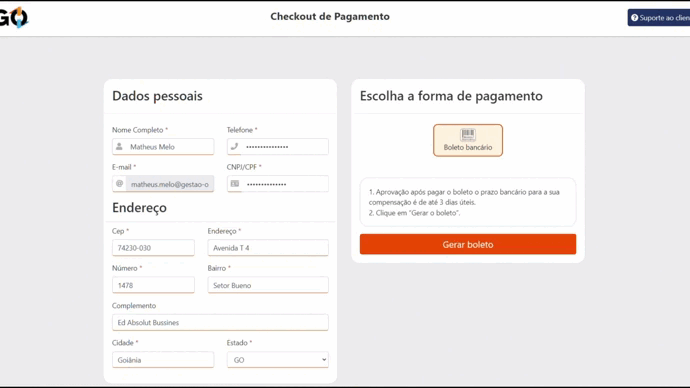 GO
Checkout de Pagamento
Suporte ao clien
Dados pessoais
Nome Completo *
Telefone *
Matheus Melo
•••••••••••••••
E-mail *
CNPJ/CPF *
matheus.melo@gestao-o
••••••••••••••
Endereço
Cep *
Endereço *
74230-030
Avenida T 4
Número *
Bairro *
1478
Setor Bueno
Complemento
Ed Absolut Bussines
Cidade *
Estado *
Goiânia
GO
Escolha a forma de pagamento
Boleto bancário
1. Aprovação após pagar o boleto o prazo bancário para a sua
compensação é de até 3 dias úteis.
2. Clique em "Gerar o boleto".
Gerar boleto